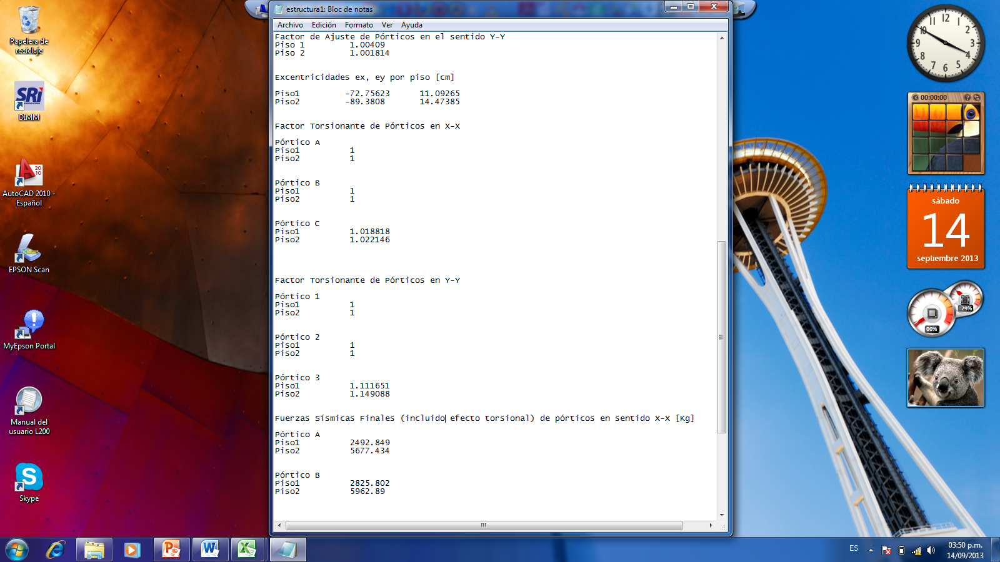 Papelera de
reciclaje
SRi
DIMM
20
10
AutoCAD 2010 -
Español
EPSON Scan
MyEpson Portal
Manual del
usuario L200
Skype
estructura1: Bloc de notas
Archivo Edición Formato Ver Ayuda
Factor de Ajuste de Pórticos en el sentido Y-Y
Piso 1 1.00409
Piso 2 1.001814
Excentricidades ex, ey por piso [cm]
Piso1 -72.75623 11.09265
Piso2 -89.3808 14.47385
Factor Torsionante de Pórticos en X-X
Pórtico A
Piso1 1
Piso2 1
Pórtico B
Piso1 1
Piso2 1
Pórtico C
Piso1 1.018818
Piso2 1.022146
Factor Torsionante de Pórticos en Y-Y
Pórtico 1
Piso1 1
Piso2 1
Pórtico 2
Piso1 1
Piso2 1
Pórtico 3
Piso1 1.111651
Piso2 1.149088
Fuerzas Sísmicas Finales (incluido efecto torsional) de pórticos en sentido X-X [Kg]
Pórtico A
Piso1 2492.849
Piso2 5677.434
Pórtico B
Piso1 2825.802
Piso2 5962.89
12
1
2
3
4
5
6
7
8
9
10
11
00:00:00
sábado
14
septiembre 2013
29%
00%
ES
03:50 p.m.
14/09/2013